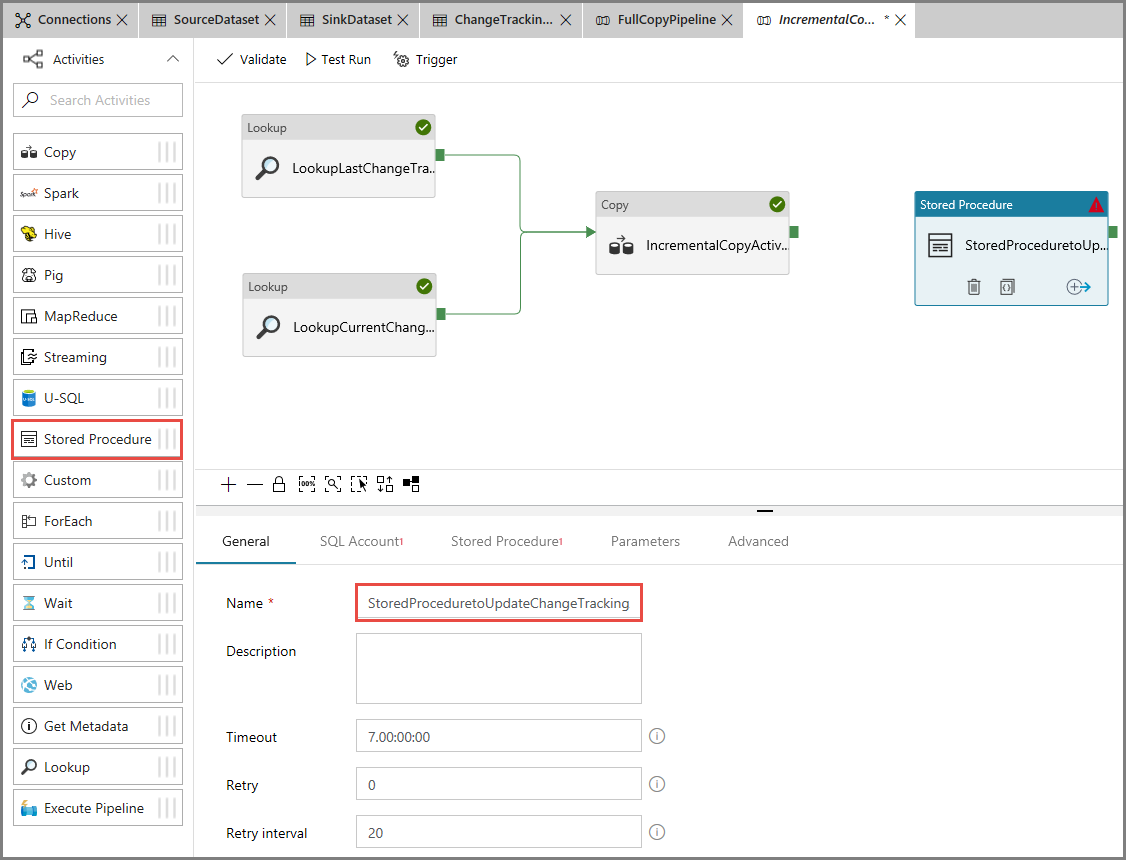 Connections
SourceDataset
SinkDataset
ChangeTrackin...
FullCopyPipeline
IncrementalCo... *
Activities
Validate
Test Run
Trigger
Search Activities
Copy
Spark
Hive
Pig
MapReduce
Streaming
U-SQL
Stored Procedure
Custom
ForEach
Until
Wait
If Condition
Web
Get Metadata
Lookup
Execute Pipeline
Lookup
LookupLastChangeTra..
Lookup
LookupCurrentChang...
Copy
IncrementalCopyActiv..
Stored Procedure
StoredProceduretoUp...
100%
General
SQL Account1
Stored Procedure1
Parameters
Advanced
Name *
StoredProceduretoUpdateChangeTracking
Description
Timeout
7.00:00:00
Retry
0
Retry interval
20